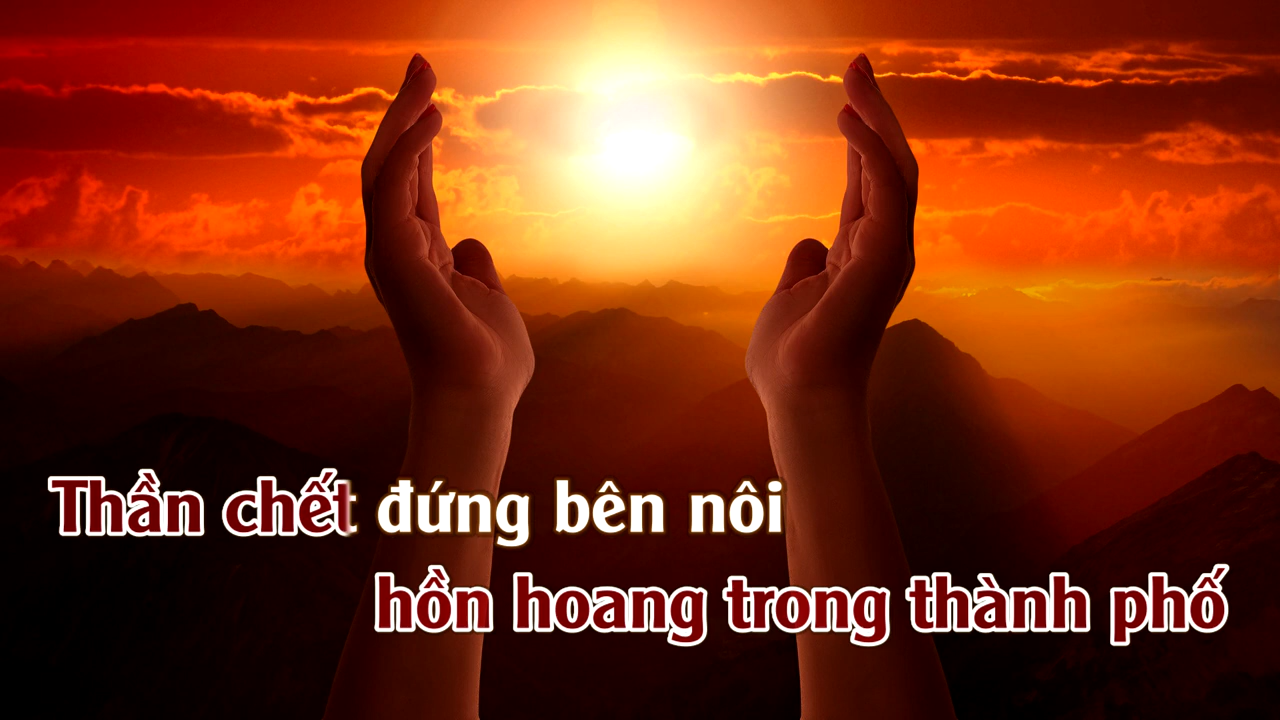 Thần chết đứng bên nôi
hồn hoang trong thành phố